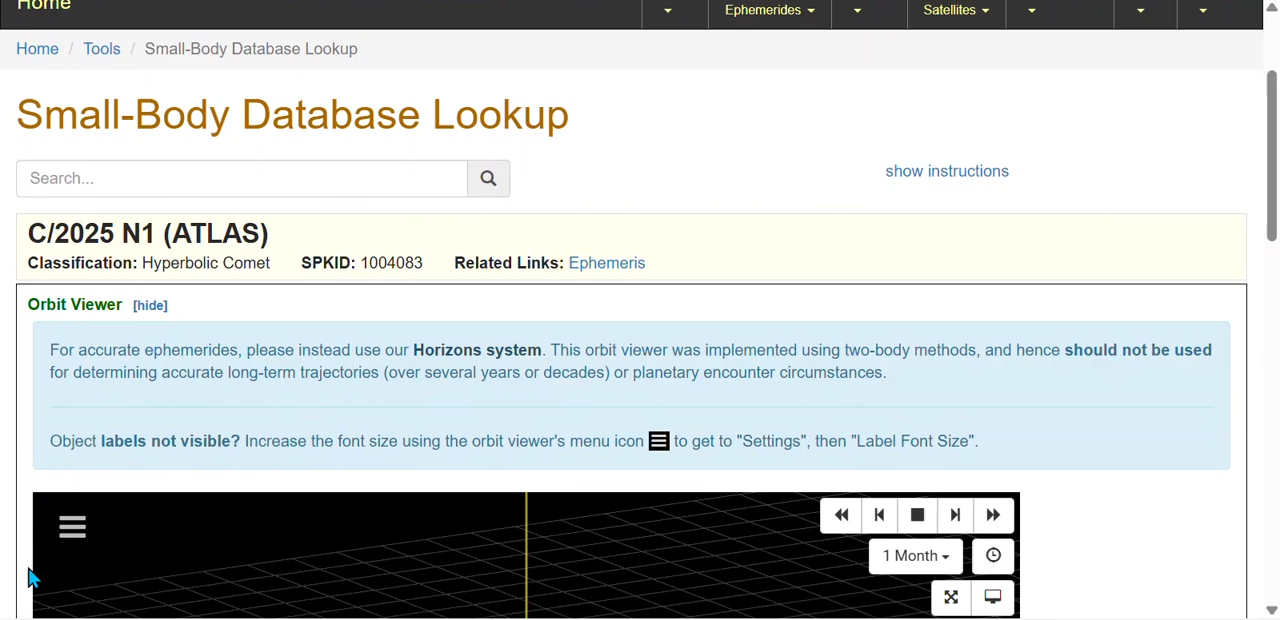 Home
Ephemerides
Satellites
Home / Tools / Small-Body Database Lookup
Small-Body Database Lookup
Search...
show instructions
C/2025 N1 (ATLAS)
Classification: Hyperbolic Comet SPKID: 1004083 Related Links: Ephemeris
Orbit Viewer [hide]
For accurate ephemerides, please instead use our Horizons system. This orbit viewer was implemented using two-body methods, and hence should not be used
for determining accurate long-term trajectories (over several years or decades) or planetary encounter circumstances.
Object labels not visible? Increase the font size using the orbit viewer's menu icon to get to "Settings", then "Label Font Size".
1 Month